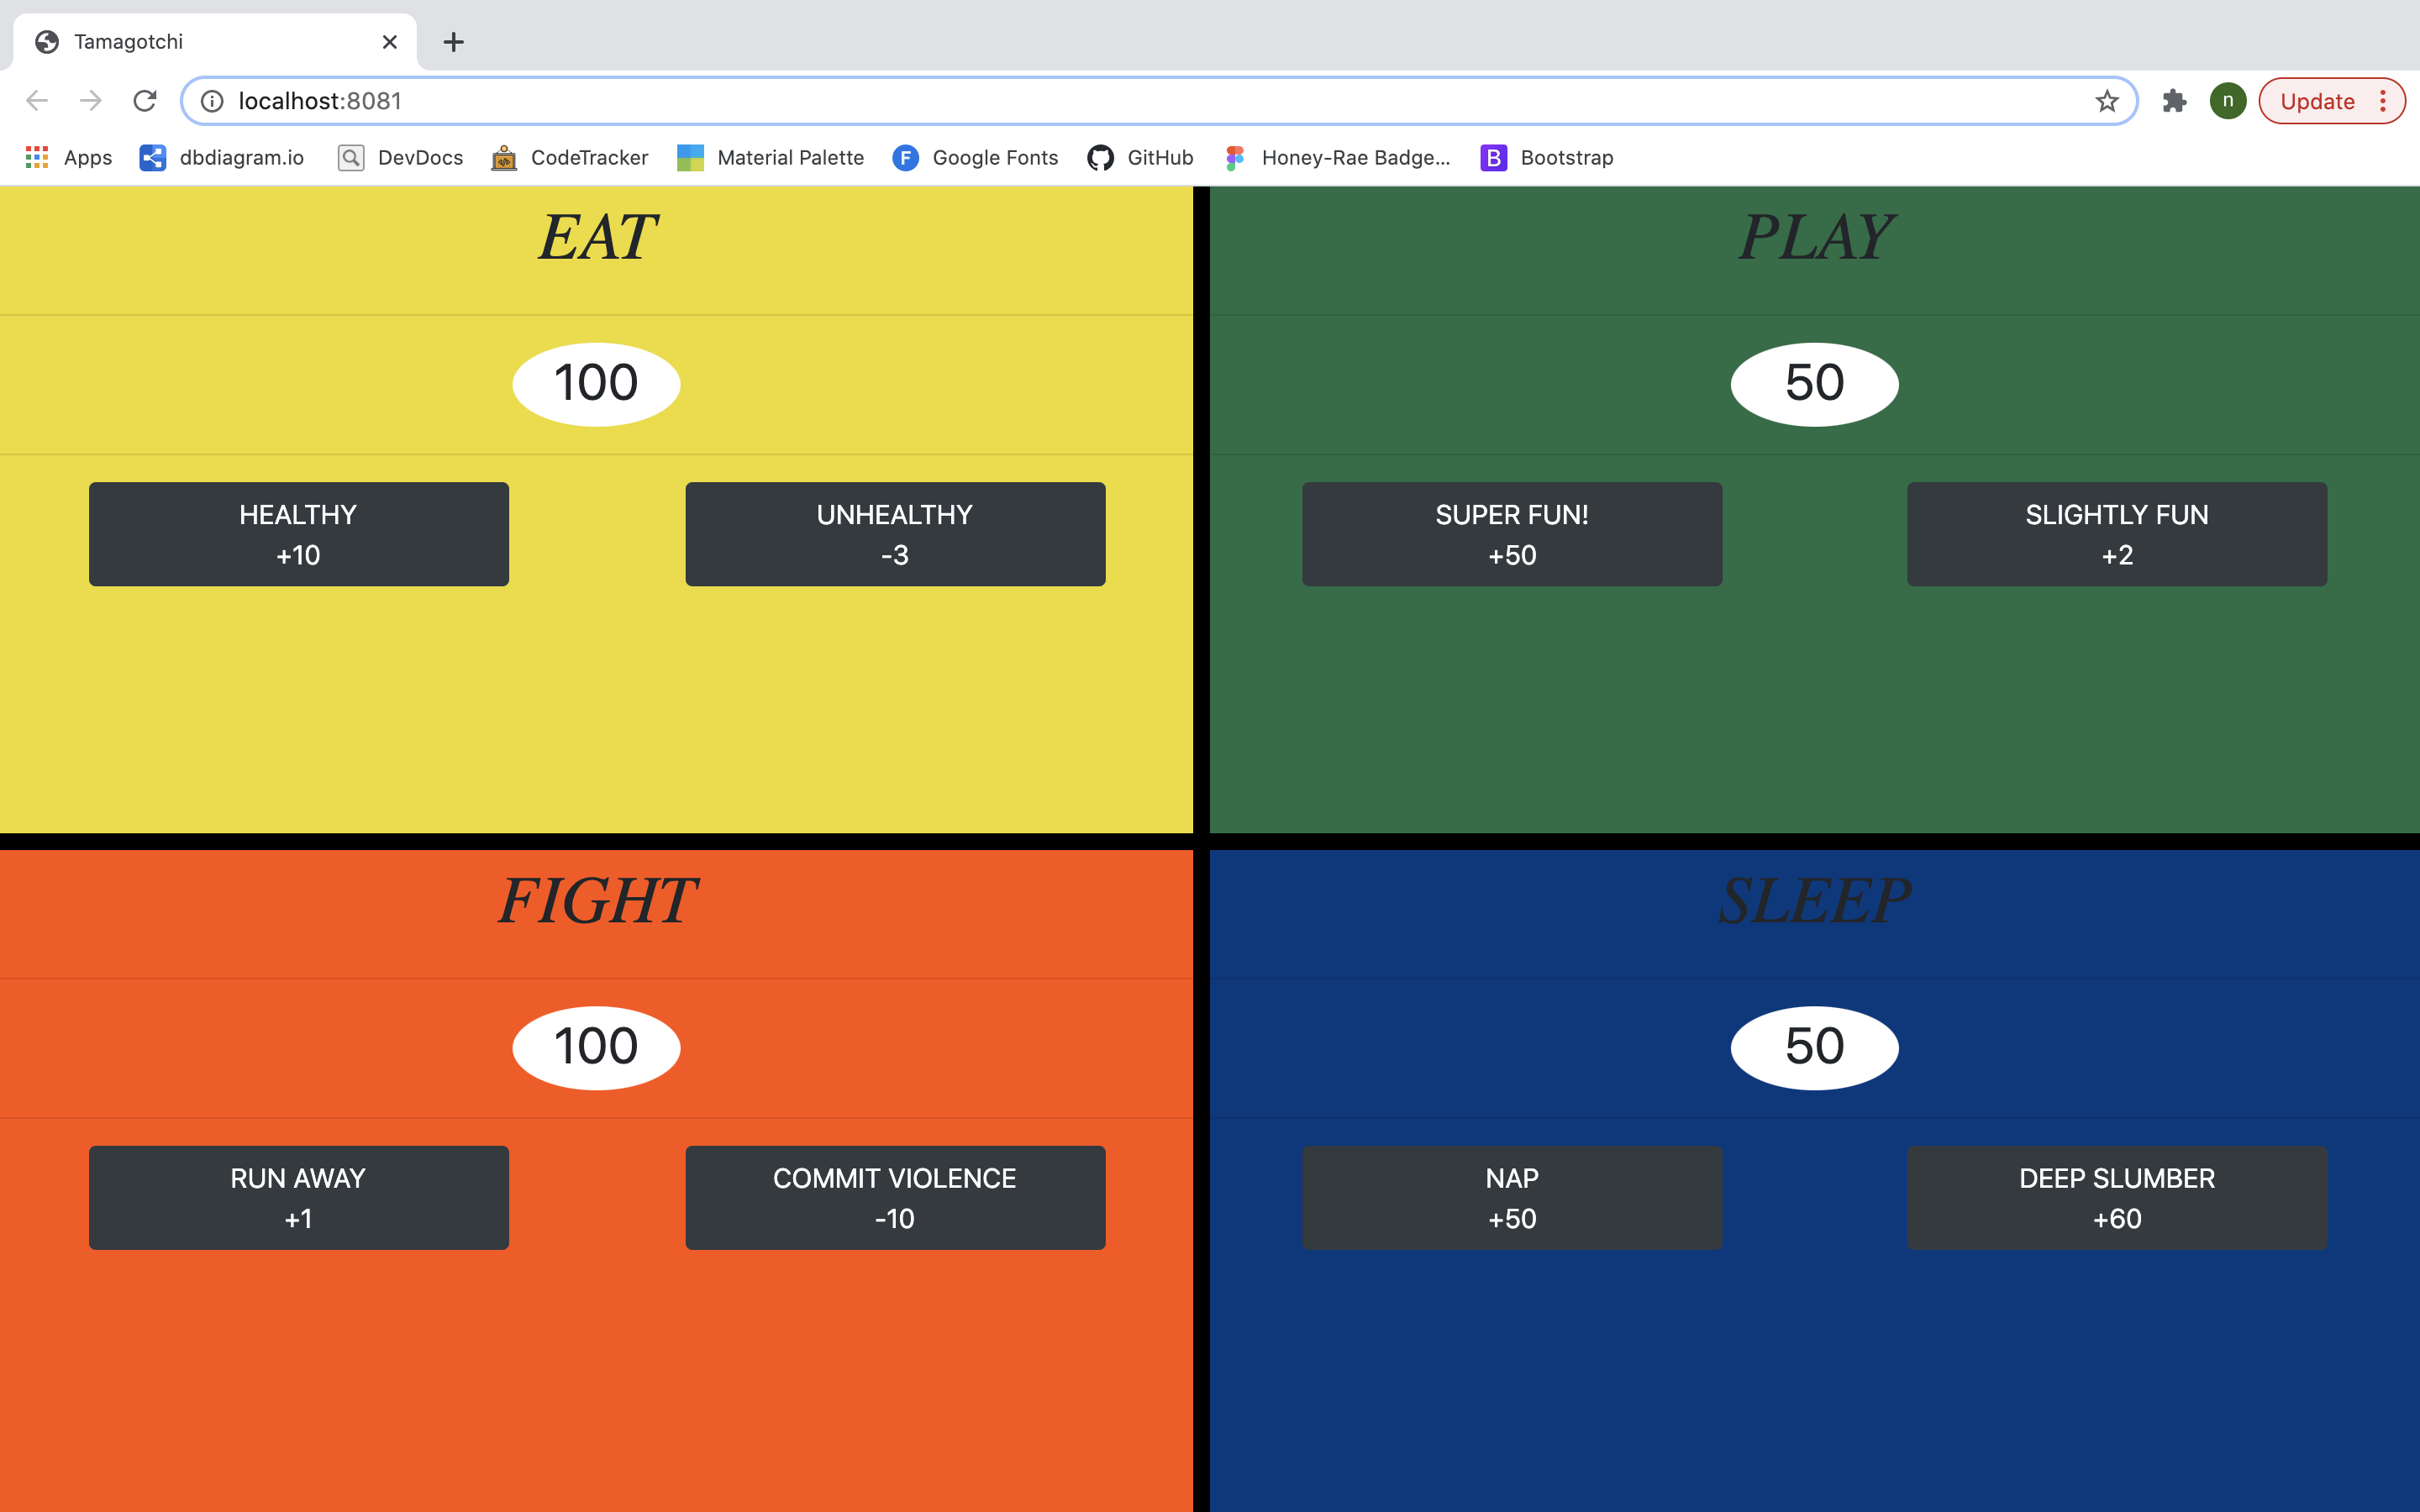 Tamagotchi
localhost:8081
n
Update
Apps
dbdiagram.io
DevDocs
CodeTracker
Material Palette
F
Google Fonts
GitHub
Honey-Rae Badge...
B
Bootstrap
EAT
100
HEALTHY
+10
UNHEALTHY
-3
PLAY
50
SUPER FUN!
+50
SLIGHTLY FUN
+2
FIGHT
100
RUN AWAY
+1
COMMIT VIOLENCE
-10
SLEEP
50
NAP
+50
DEEP SLUMBER
+60